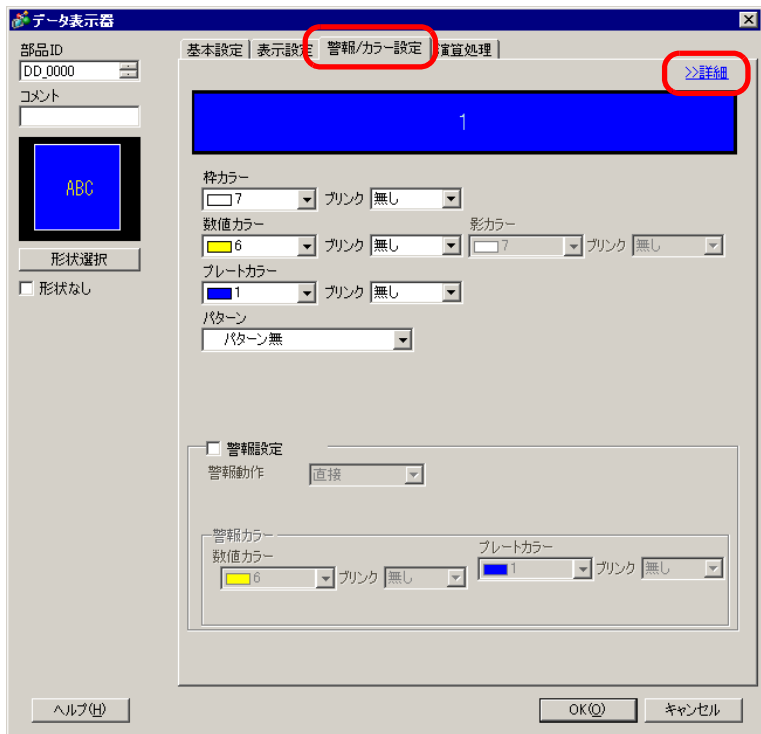 データ表示器
部品ID
DD_0000
コメント
ABC
形状選択
形状なし
基本設定 表示設定 警報/カラー設定 演算処理
>>詳細
1
枠カラー
7 ブリンク 無し
数値カラー 影カラー
6 ブリンク 無し 7 ブリンク 無し
プレートカラー
1 ブリンク 無し
パターン
パターン無
警報設定
警報動作 直接
警報カラー
数値カラー プレートカラー
6 ブリンク 無し 1 ブリンク 無し
ヘルプ(H) OK(O) キャンセル